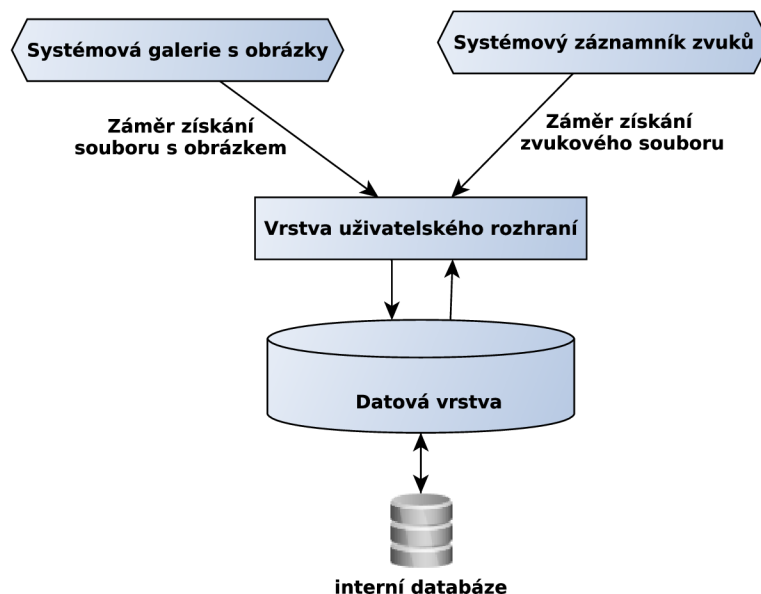 Systémová galerie s obrázky
Systémový záznamník zvuků
Záměr získání
souboru s obrázkem
Záměr získání
zvukového souboru
Vrstva uživatelského rozhraní
Datová vrstva
interní databáze